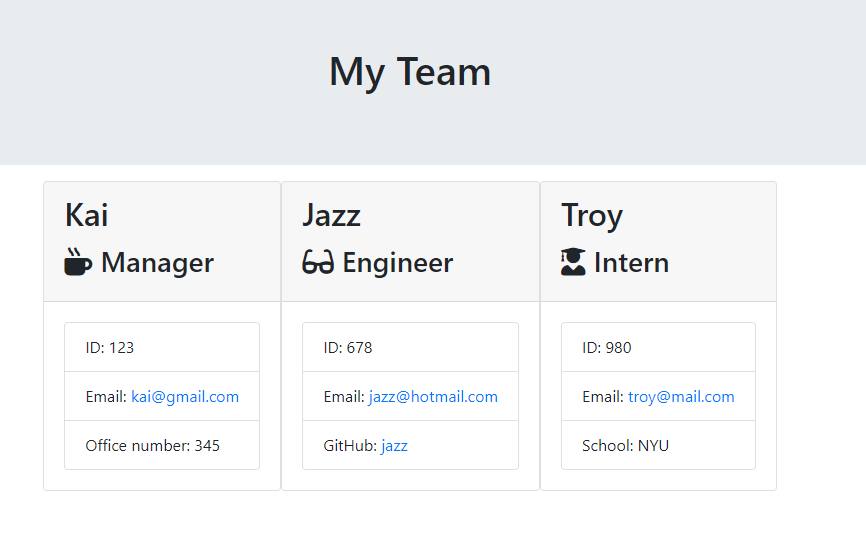 My Team
Kai
Manager
ID: 123
Email: kai@gmail.com
Office number: 345
Jazz
Engineer
ID: 678
Email: jazz@hotmail.com
GitHub: jazz
Troy
Intern
ID: 980
Email: troy@mail.com
School: NYU